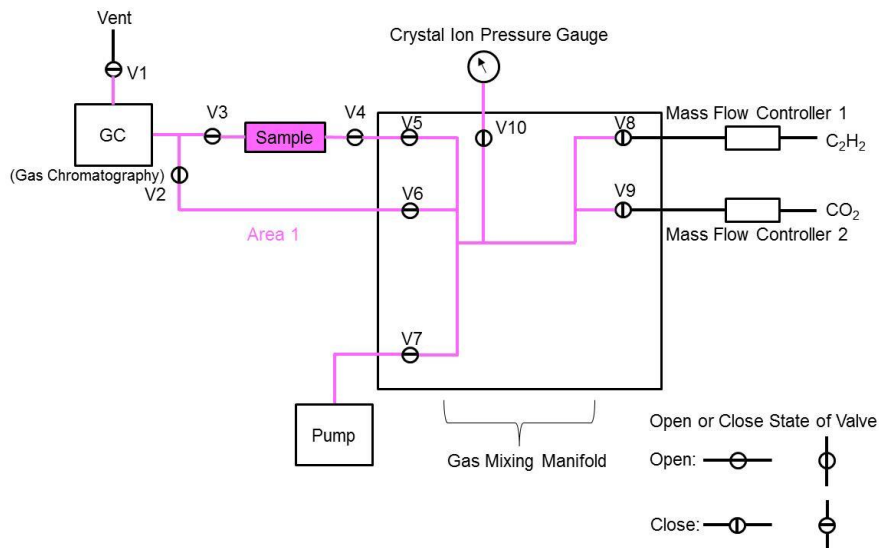 Vent
V1
GC
(Gas Chromatography)
V2
V3
Sample
V4
V5
V6
Area 1
V7
Pump
Crystal Ion Pressure Gauge
V10
V8
V9
Mass Flow Controller 1
C₂H₂
CO₂
Mass Flow Controller 2
Gas Mixing Manifold
Open or Close State of Valve
Open:
Close: